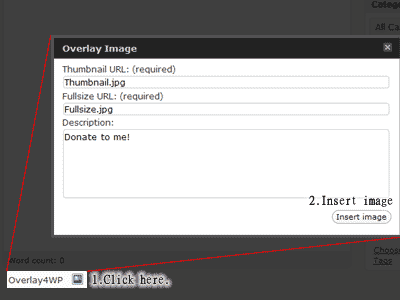 Catego
All Ca
Overlay Image
Thumbnail URL: (required)
Thumbnail.jpg
Fullsize URL: (required)
Fullsize.jpg
Description:
Donate to me!
2.Insert image
Insert image
Choose
Tags
Word count: 0
Overlay4WP
1.Click here.